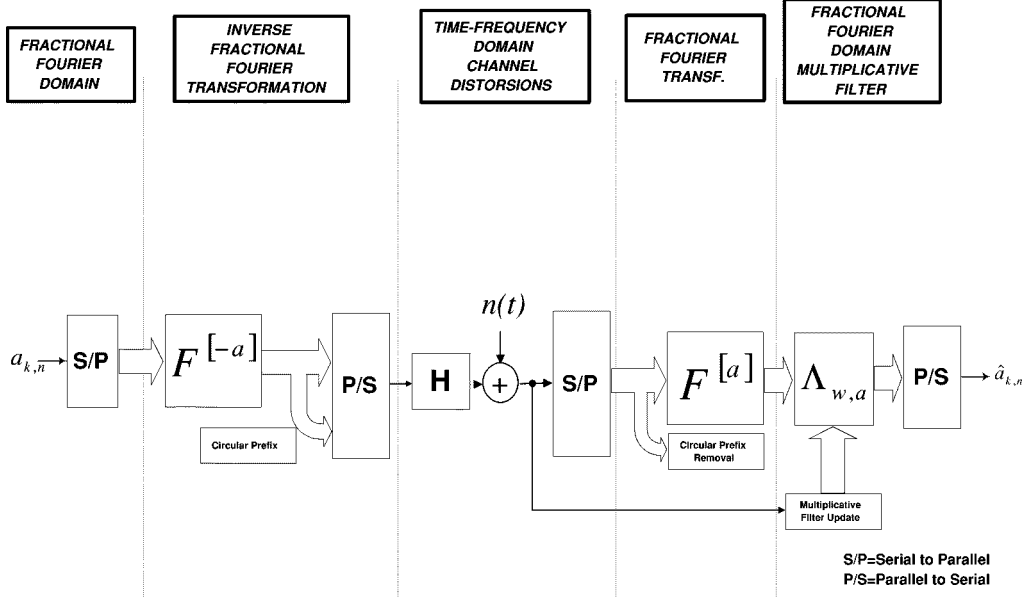 FRACTIONAL
FOURIER
DOMAIN
INVERSE
FRACTIONAL
FOURIER
TRANSFORMATION
TIME-FREQUENCY
DOMAIN
CHANNEL
DISTORSIONS
FRACTIONAL
FOURIER
TRANSF.
FRACTIONAL
FOURIER
DOMAIN
MULTIPLICATIVE
FILTER
a_{k,n}
S/P
F^{[-a]}
Circular Prefix
P/S
H
n(t)
+
S/P
F^{[a]}
Circular Prefix
Removal
Λ_{w,a}
Multiplicative
Filter Update
P/S
â_{k,n}
S/P=Serial to Parallel
P/S=Parallel to Serial